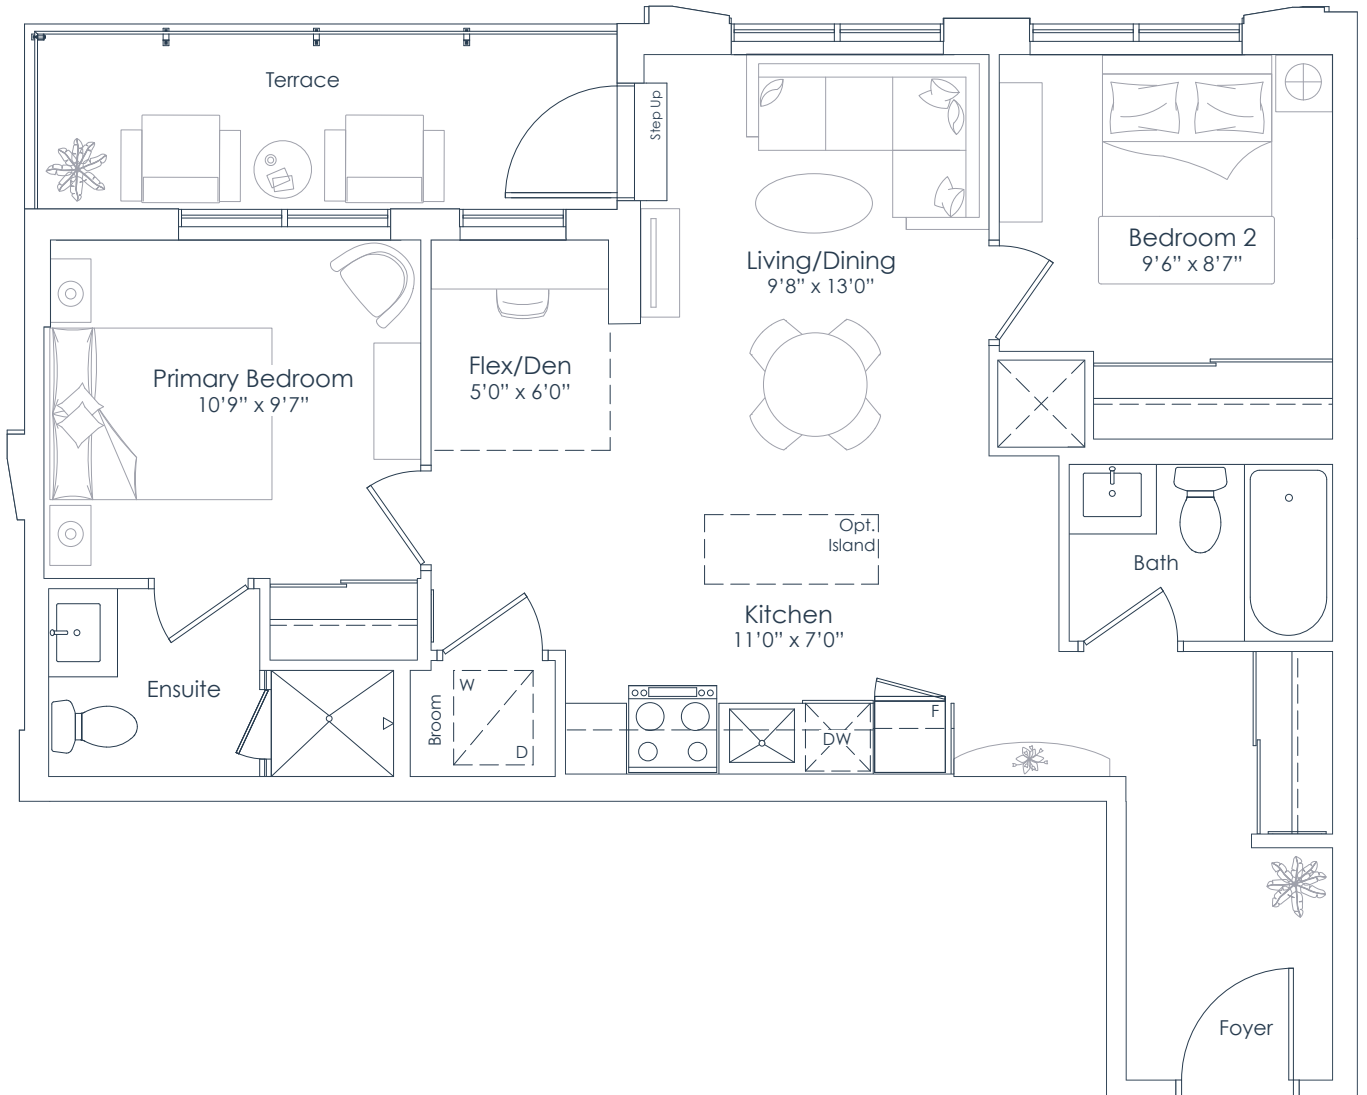 Terrace
Step Up
Living/Dining
9’8” x 13’0”
Bedroom 2
9’6” x 8’7”
Primary Bedroom
10’9” x 9’7”
Flex/Den
5’0” x 6’0”
Opt.
Island
Kitchen
11’0” x 7’0”
Bath
Ensuite
Broom
W
D
DW
F
Foyer